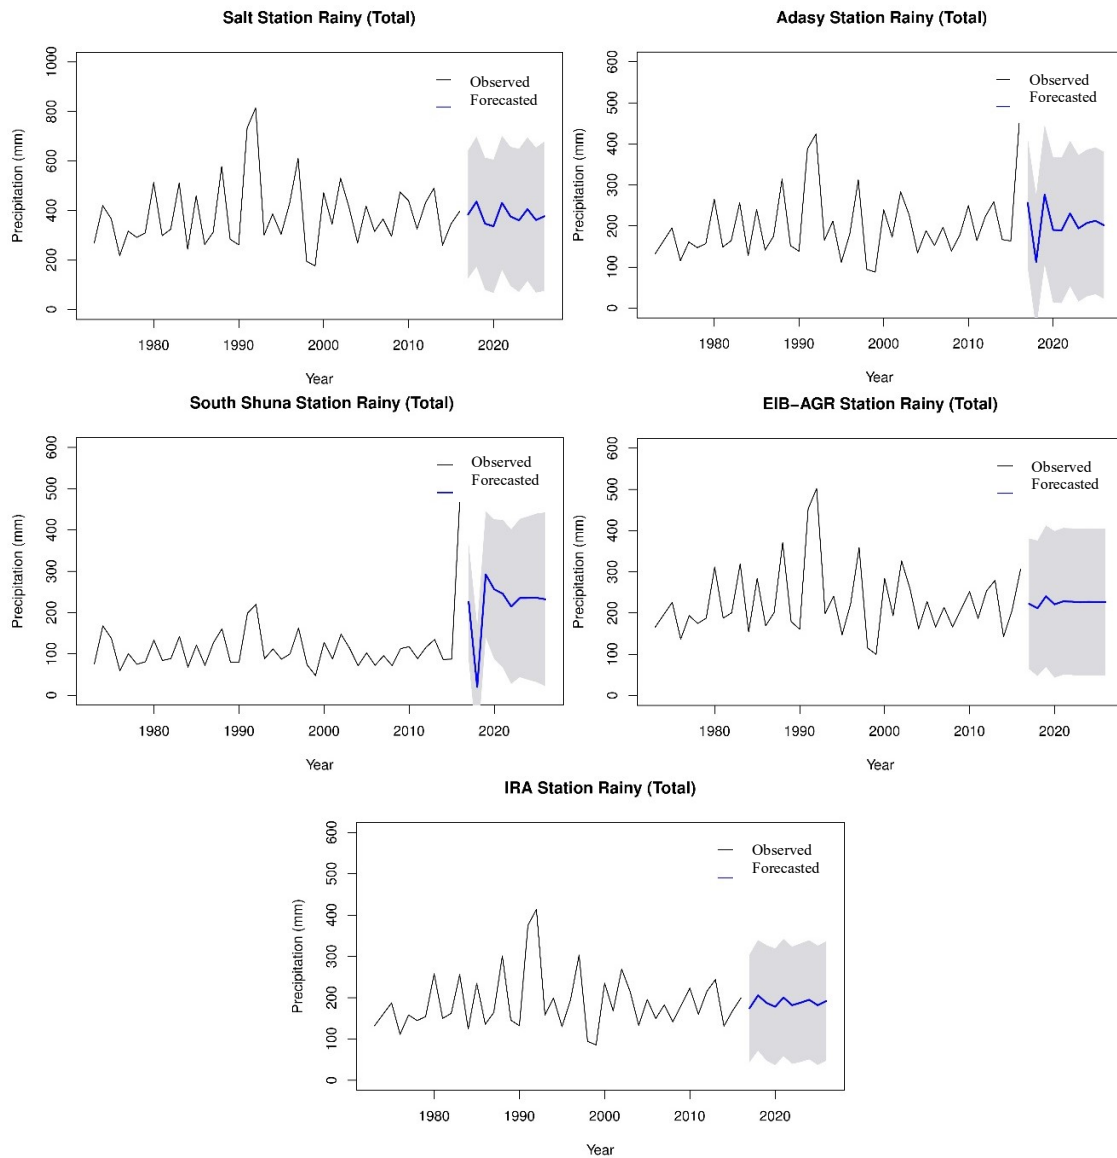 Salt Station Rainy (Total)
Precipitation (mm)
1000
800
600
400
200
0
Observed
Forecasted
1980 1990 2000 2010 2020
Year
Adasy Station Rainy (Total)
Precipitation (mm)
600
500
400
300
200
100
0
Observed
Forecasted
1980 1990 2000 2010 2020
Year
South Shuna Station Rainy (Total)
Precipitation (mm)
600
500
400
300
200
100
0
Observed
Forecasted
1980 1990 2000 2010 2020
Year
EIB-AGR Station Rainy (Total)
Precipitation (mm)
600
500
400
300
200
100
0
Observed
Forecasted
1980 1990 2000 2010 2020
Year
IRA Station Rainy (Total)
Precipitation (mm)
600
500
400
300
200
100
0
Observed
Forecasted
1980 1990 2000 2010 2020
Year